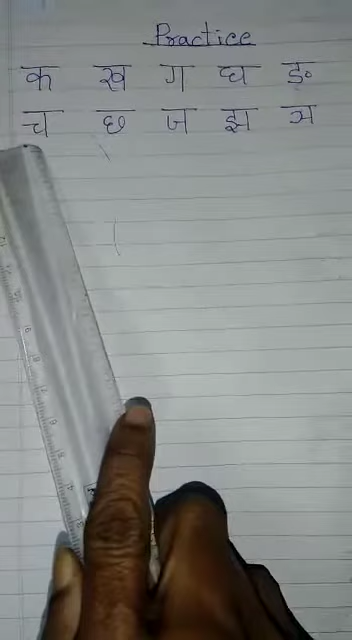 Practice
क ख ग घ ङ
च छ ज झ ञ